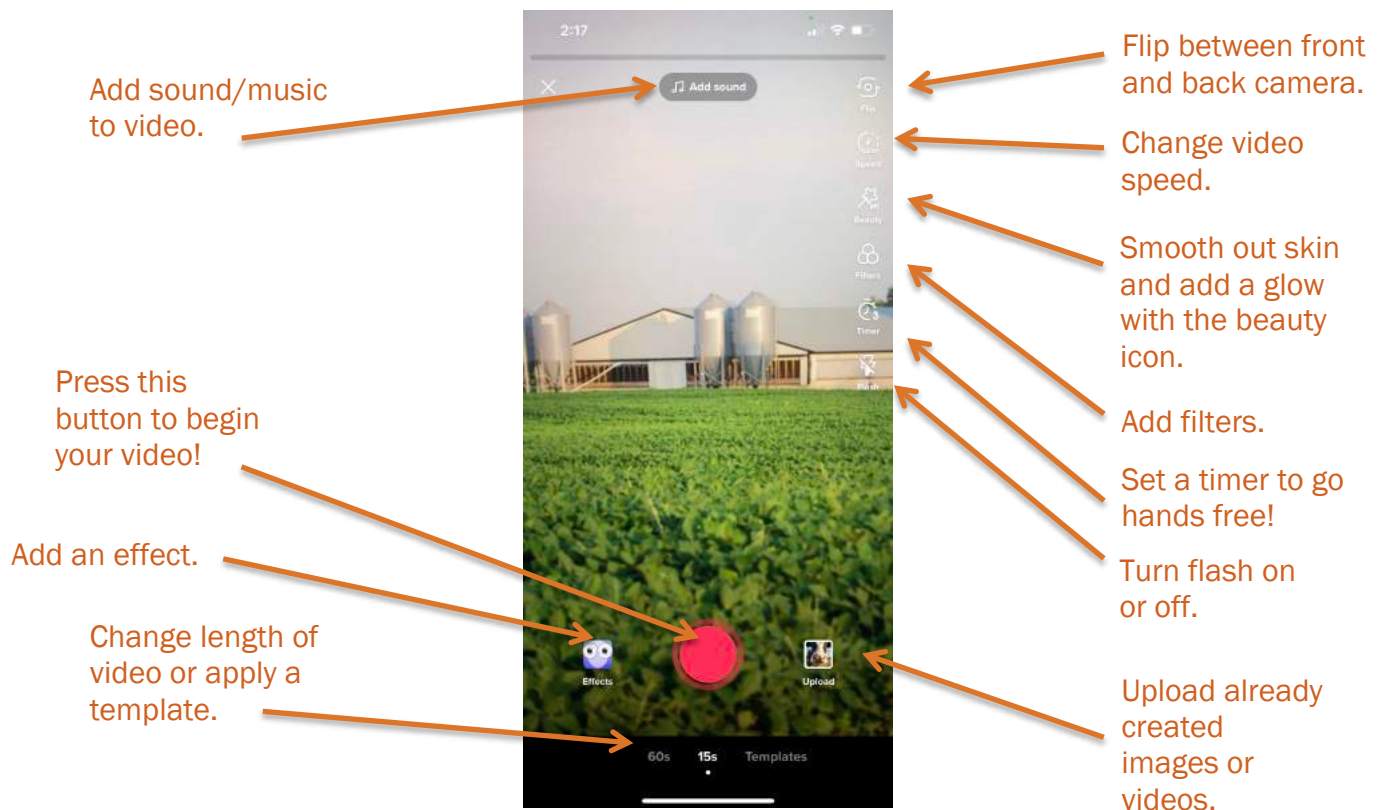 Add sound/music
to video.
Press this
button to begin
your video!
Add an effect.
Change length of
video or apply a
template.
2:17
Add sound
Flip
Speed
Beauty
Filters
3
Timer
Flash
Effects
Upload
60s 15s Templates
Flip between front
and back camera.
Change video
speed.
Smooth out skin
and add a glow
with the beauty
icon.
Add filters.
Set a timer to go
hands free!
Turn flash on
or off.
Upload already
created
images or
videos.